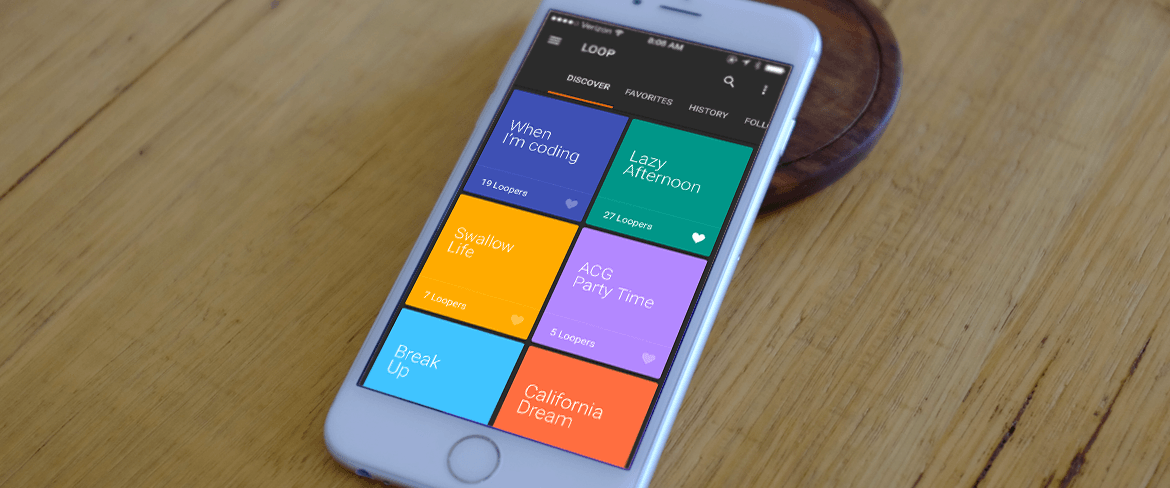 Verizon 8:08 AM
LOOP
DISCOVER FAVORITES HISTORY FOLL
When
I'm coding
19 Loopers
Lazy
Afternoon
27 Loopers
Swallow
Life
7 Loopers
ACG
Party Time
5 Loopers
Break
Up
California
Dream